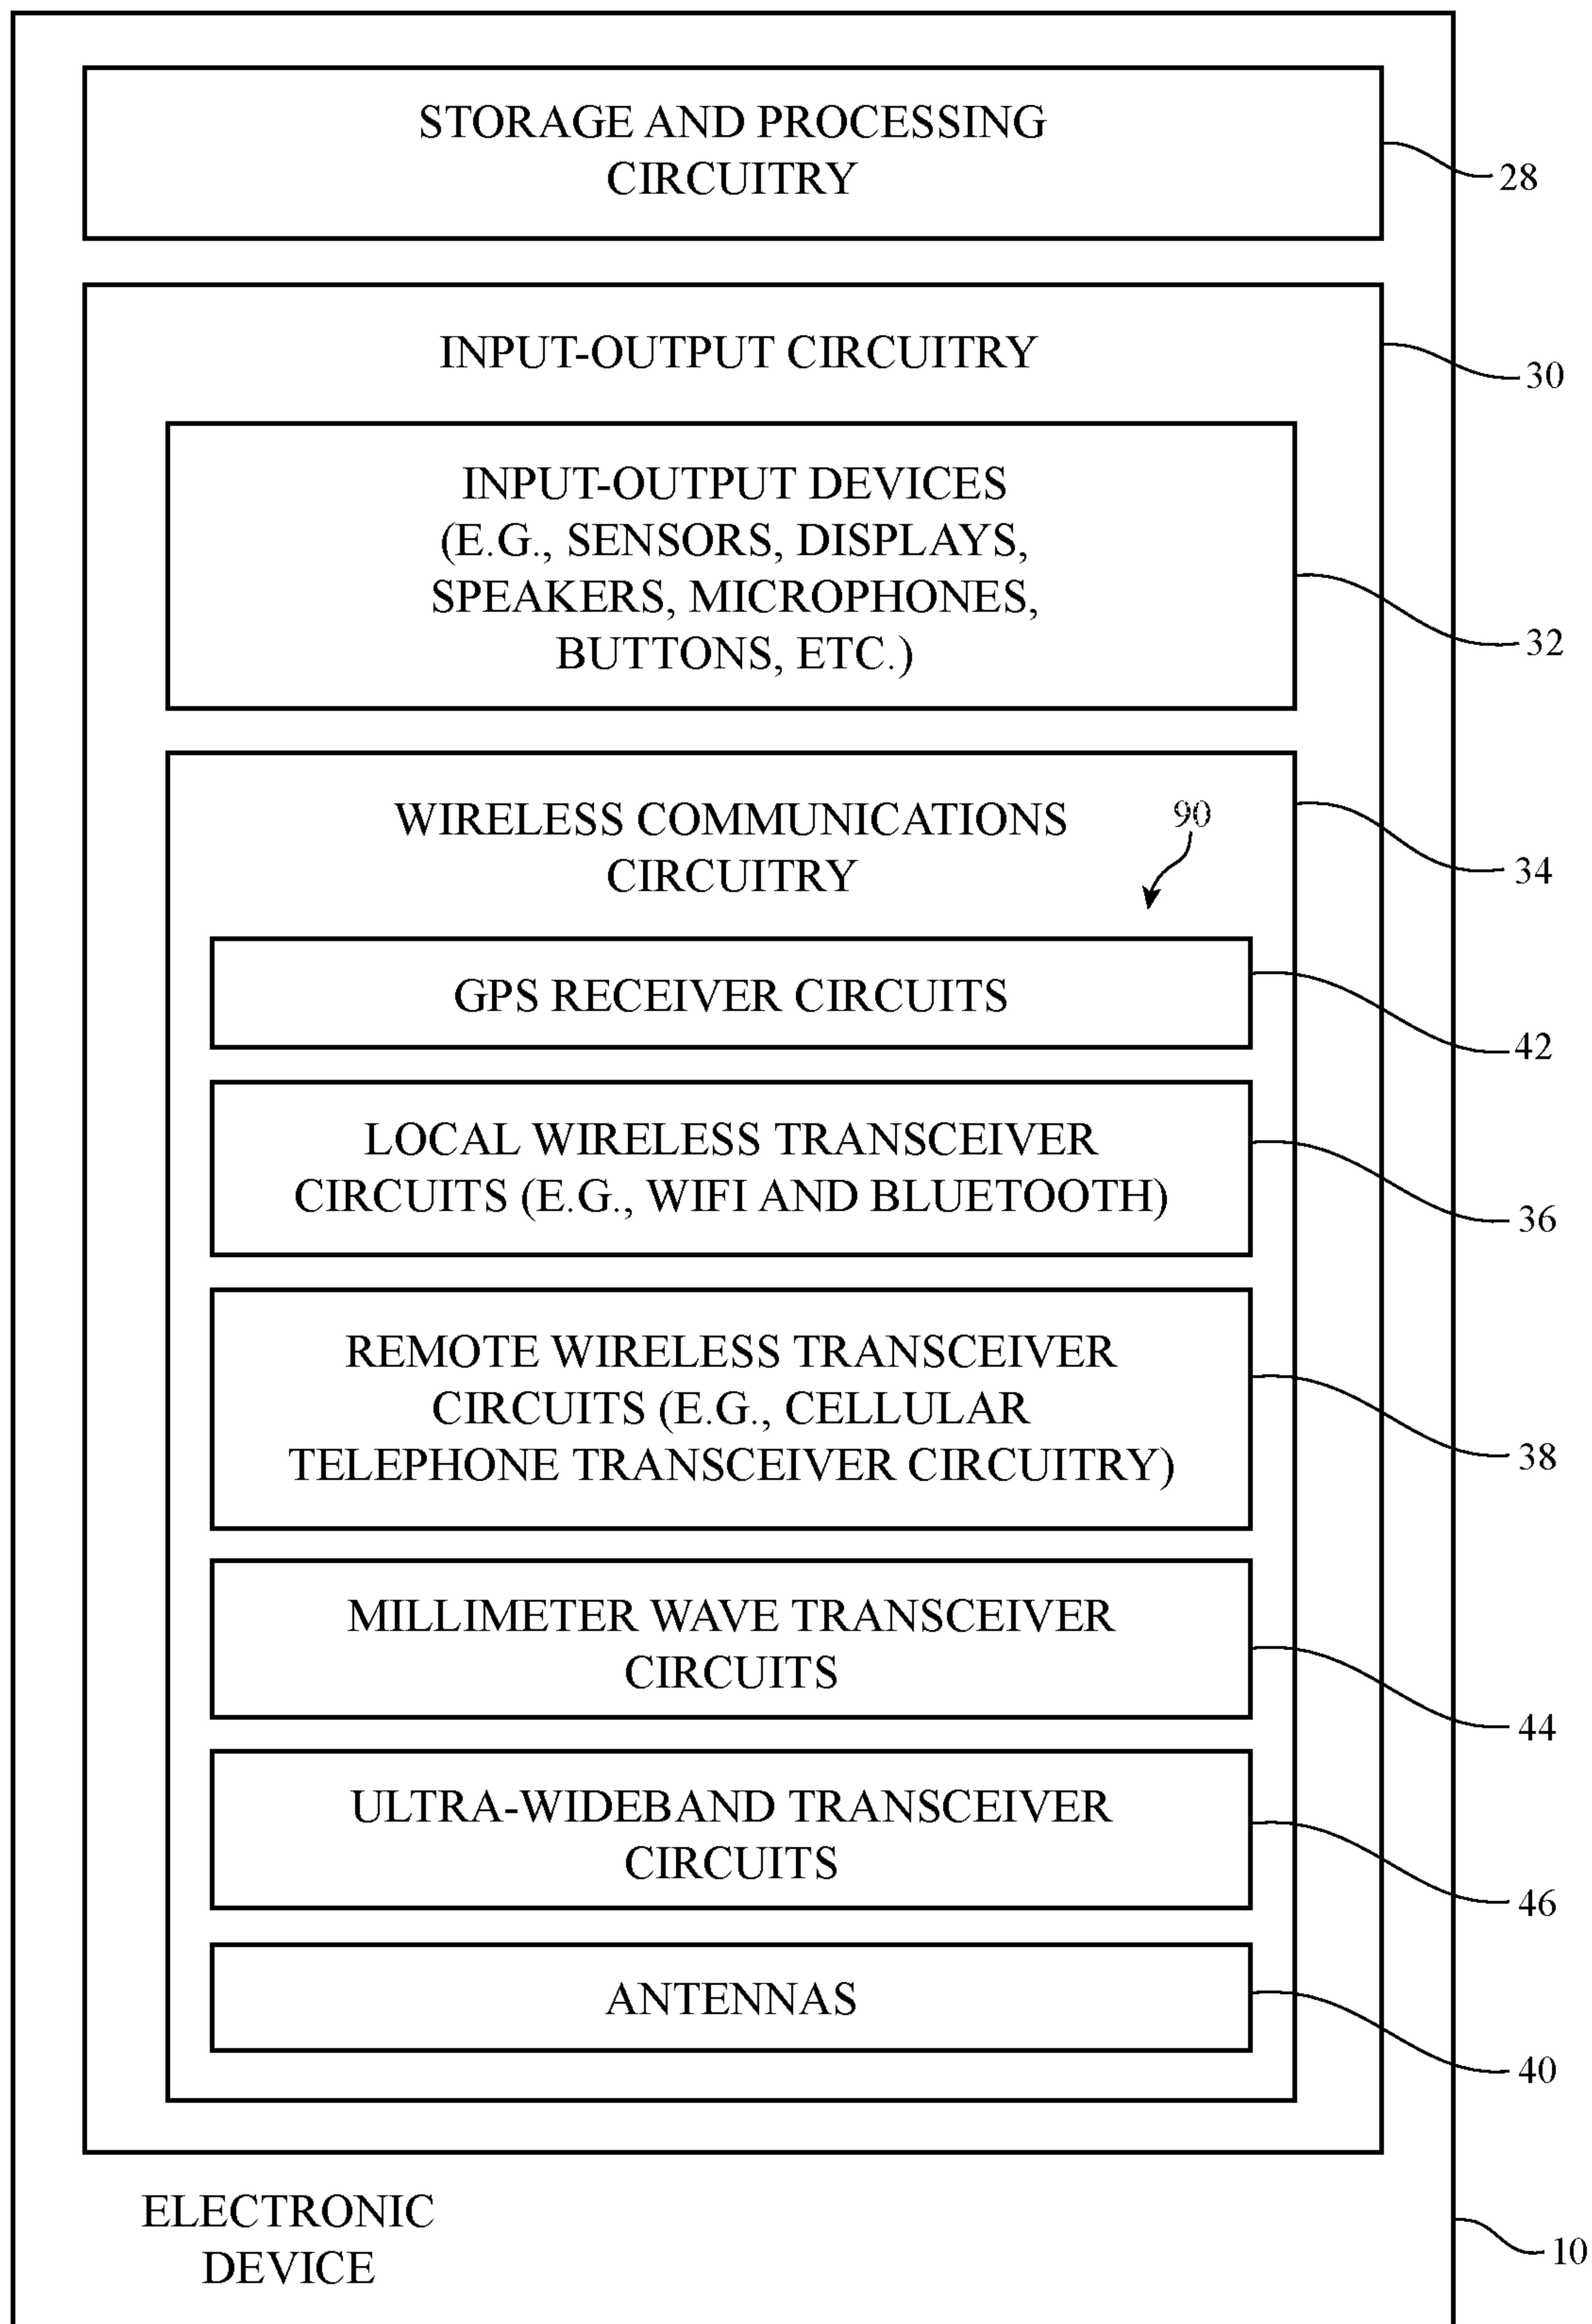 STORAGE AND PROCESSING
CIRCUITRY
28
INPUT-OUTPUT CIRCUITRY
30
INPUT-OUTPUT DEVICES
(E.G., SENSORS, DISPLAYS,
SPEAKERS, MICROPHONES,
BUTTONS, ETC.)
32
WIRELESS COMMUNICATIONS
CIRCUITRY
90
34
GPS RECEIVER CIRCUITS
42
LOCAL WIRELESS TRANSCEIVER
CIRCUITS (E.G., WIFI AND BLUETOOTH)
36
REMOTE WIRELESS TRANSCEIVER
CIRCUITS (E.G., CELLULAR
TELEPHONE TRANSCEIVER CIRCUITRY)
38
MILLIMETER WAVE TRANSCEIVER
CIRCUITS
44
ULTRA-WIDEBAND TRANSCEIVER
CIRCUITS
46
ANTENNAS
40
ELECTRONIC
DEVICE
10